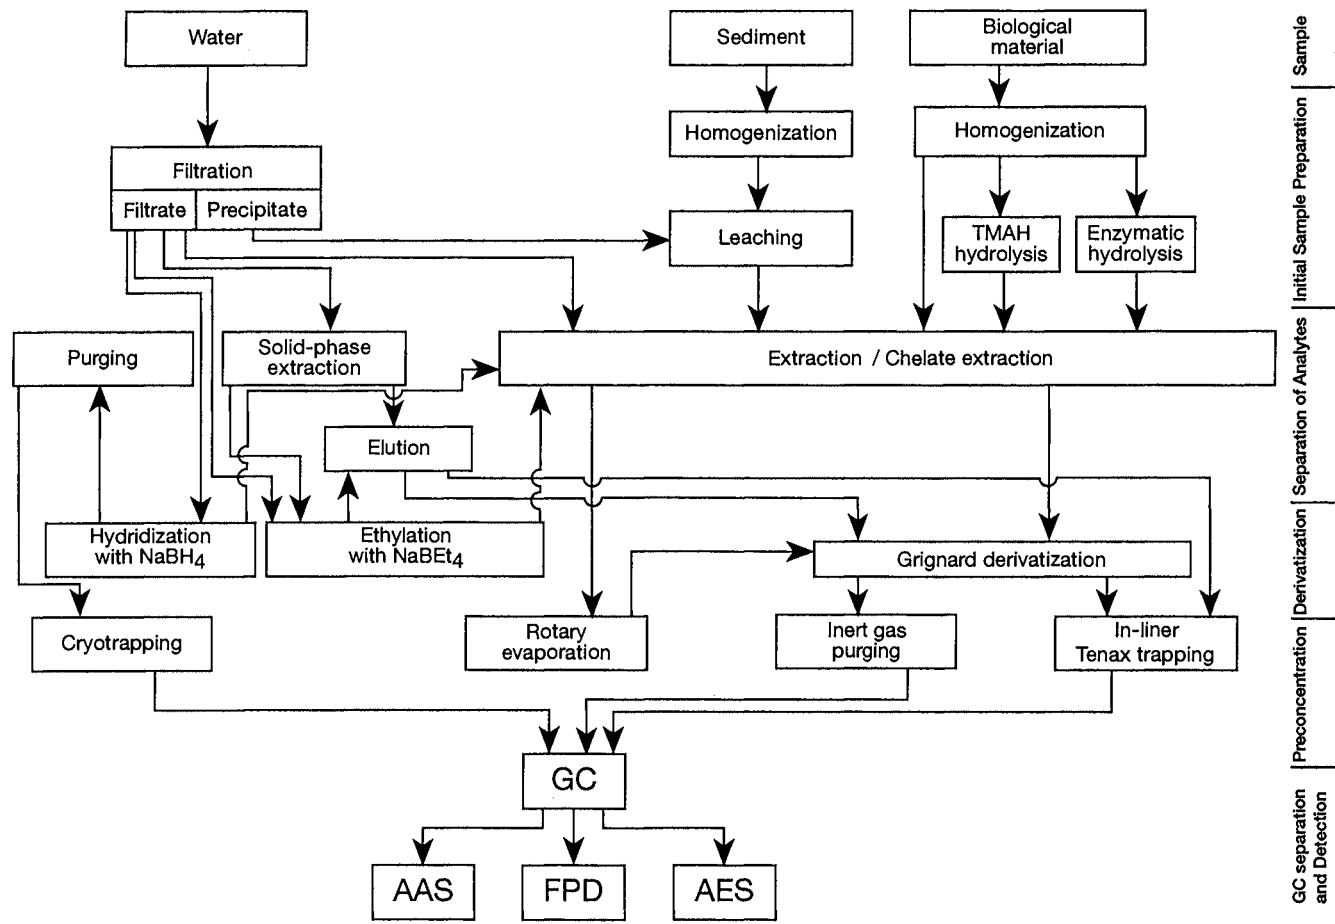 Water
Sediment
Biological
material
Sample
Homogenization
Homogenization
Filtration
Filtrate
Precipitate
Leaching
TMAH
hydrolysis
Enzymatic
hydrolysis
Initial Sample Preparation
Purging
Solid-phase
extraction
Extraction / Chelate extraction
Elution
Separation of Analytes
Hydridization
with NaBH4
Ethylation
with NaBEt4
Grignard derivatization
Derivatization
Cryotrapping
Rotary
evaporation
Inert gas
purging
In-liner
Tenax trapping
Preconcentration
GC
AAS
FPD
AES
GC separation
and Detection